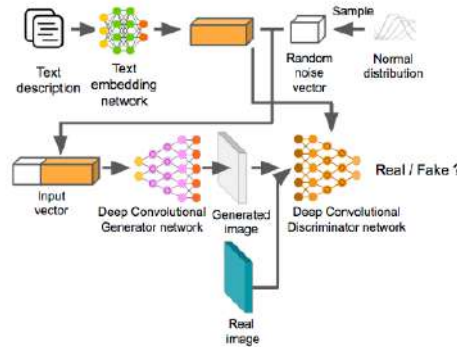 Sample
Text
description
Text
embedding
network
Random
noise
vector
Normal
distribution
Input
vector
Deep Convolutional
Generator network
Generated
image
Deep Convolutional
Discriminator network
Real / Fake ?
Real
image